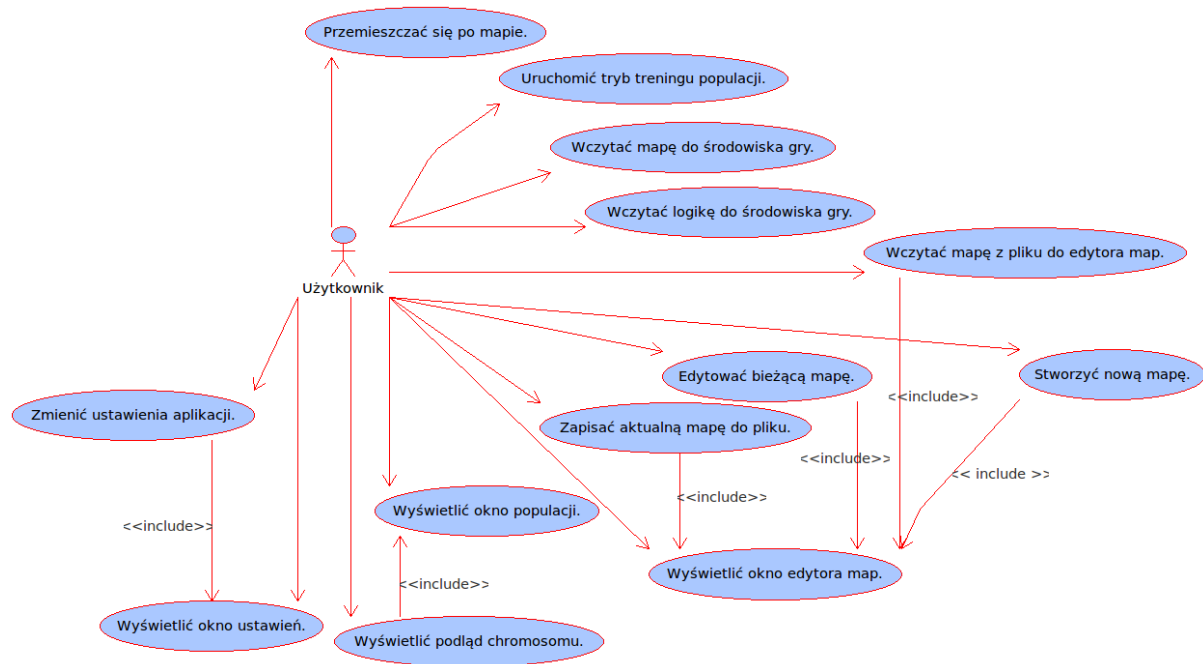 Przemieszczać się po mapie.
Uruchomić tryb treningu populacji.
Wczytać mapę do środowiska gry.
Wczytać logikę do środowiska gry.
Wczytać mapę z pliku do edytora map.
Użytkownik
Edytować bieżącą mapę.
Stworzyć nową mapę.
<<include>>
Zmienić ustawienia aplikacji.
Zapisać aktualną mapę do pliku.
<<include>>
<< include >>
<<include>>
Wyświetlić okno populacji.
<<include>>
Wyświetlić okno edytora map.
<<include>>
Wyświetlić okno ustawień.
Wyświetlić podląd chromosomu.